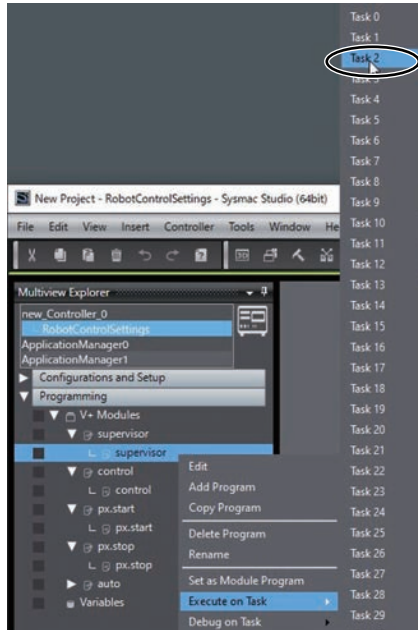 Task 0
Task 1
Task 2
Task 3
Task 4
Task 5
Task 6
Task 7
Task 8
Task 9
Task 10
Task 11
Task 12
Task 13
Task 14
Task 15
Task 16
Task 17
Task 18
Task 19
Task 20
Task 21
Task 22
Task 23
Task 24
Task 25
Task 26
Task 27
Task 28
Task 29
New Project - RobotControlSettings - Sysmac Studio (64bit)
File Edit View Insert Controller Tools Window He
Multiview Explorer
new_Controller_0
RobotControlSettings
ApplicationManager0
ApplicationManager1
Configurations and Setup
Programming
V+ Modules
supervisor
supervisor
control
control
px.start
px.start
px.stop
px.stop
auto
Variables
Edit
Add Program
Copy Program
Delete Program
Rename
Set as Module Program
Execute on Task
Debug on Task